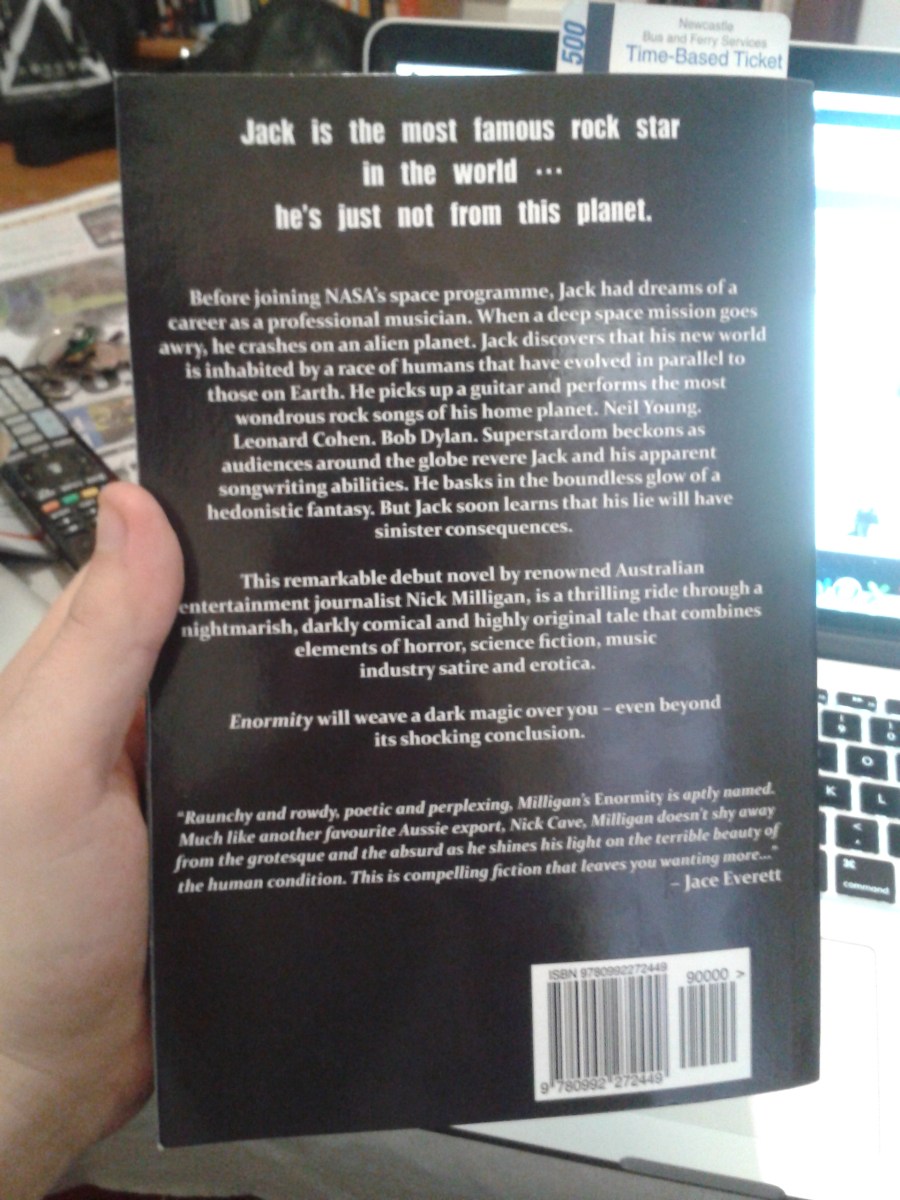 500
Newcastle
Bus and Ferry Services
Time-Based Ticket
Jack is the most famous rock star
in the world ...
he's just not from this planet.
Before joining NASA's space programme, Jack had dreams of a
career as a professional musician. When a deep space mission goes
awry, he crashes on an alien planet. Jack discovers that his new world
is inhabited by a race of humans that have evolved in parallel to
those on Earth. He picks up a guitar and performs the most
wondrous rock songs of his home planet. Neil Young.
Leonard Cohen. Bob Dylan. Superstardom beckons as
audiences around the globe revere Jack and his apparent
songwriting abilities. He basks in the boundless glow of a
hedonistic fantasy. But Jack soon learns that his lie will have
sinister consequences.
This remarkable debut novel by renowned Australian
entertainment journalist Nick Milligan, is a thrilling ride through a
nightmarish, darkly comical and highly original tale that combines
elements of horror, science fiction, music
industry satire and erotica.
Enormity will weave a dark magic over you – even beyond
its shocking conclusion.
"Raunchy and rowdy, poetic and perplexing, Milligan's Enormity is aptly named.
Much like another favourite Aussie export, Nick Cave, Milligan doesn't shy away
from the grotesque and the absurd as he shines his light on the terrible beauty of
the human condition. This is compelling fiction that leaves you wanting more..."
– Jace Everett
ISBN 9780992272449
90000 >
9 780992 272449
9
0
O
K
L
<
,
⌘
command